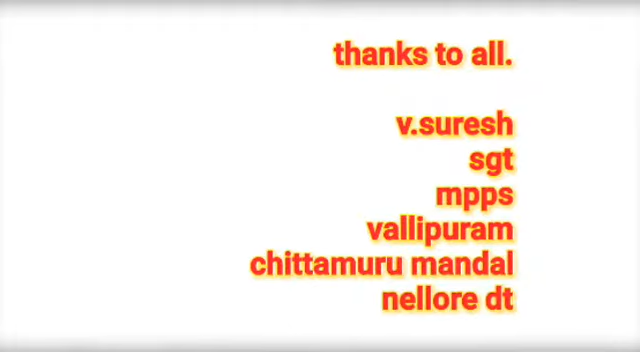 thanks to all.
v.suresh
sgt
mpps
vallipuram
chittamuru mandal
nellore dt